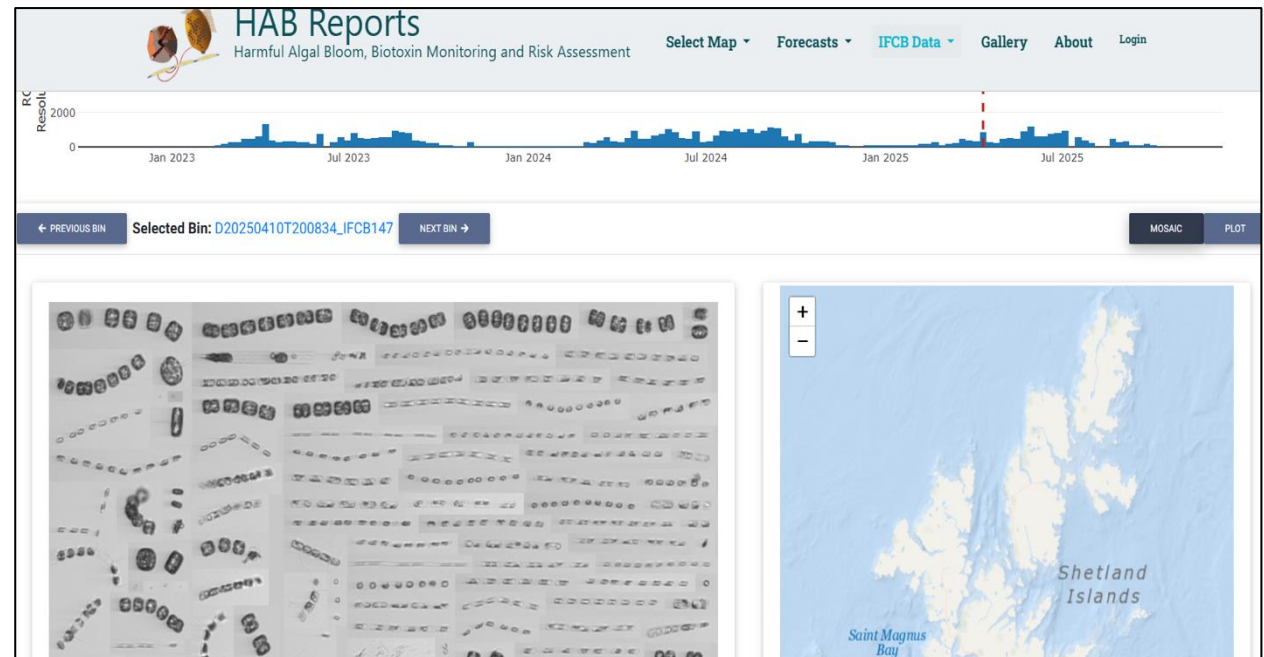 HAB Reports
Harmful Algal Bloom, Biotoxin Monitoring and Risk Assessment
Select Map
Forecasts
IFCB Data
Gallery
About
Login
Resolu
2000
0
Jan 2023
Jul 2023
Jan 2024
Jul 2024
Jan 2025
Jul 2025
← PREVIOUS BIN
Selected Bin: D20250410T200834_IFCB147
NEXT BIN →
MOSAIC
PLOT
+
−
Shetland
Islands
Saint Magnus
Bay